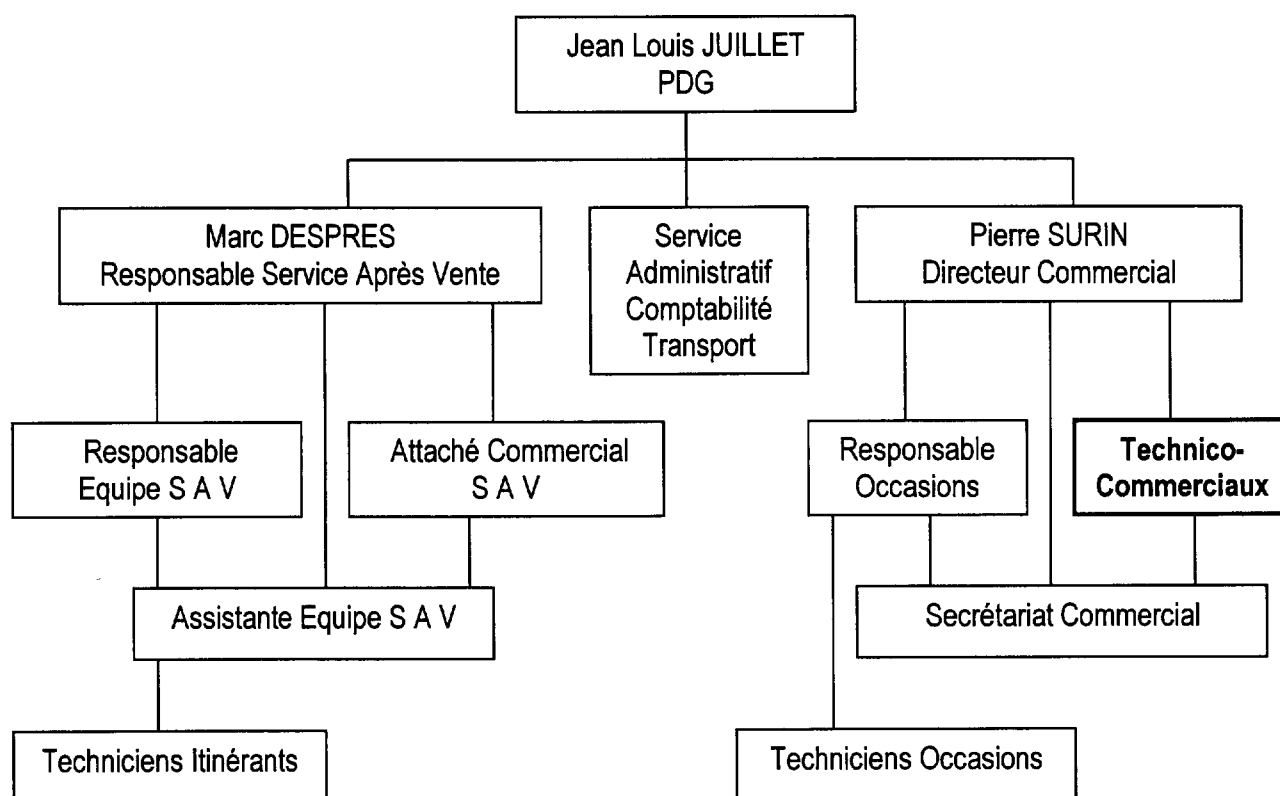 Jean Louis JUILLET
PDG
Marc DESPRES
Responsable Service Après Vente
Service
Administratif
Comptabilité
Transport
Pierre SURIN
Directeur Commercial
Responsable
Equipe S A V
Attaché Commercial
S A V
Responsable
Occasions
Technico-
Commerciaux
Assistante Equipe S A V
Secrétariat Commercial
Techniciens Itinérants
Techniciens Occasions